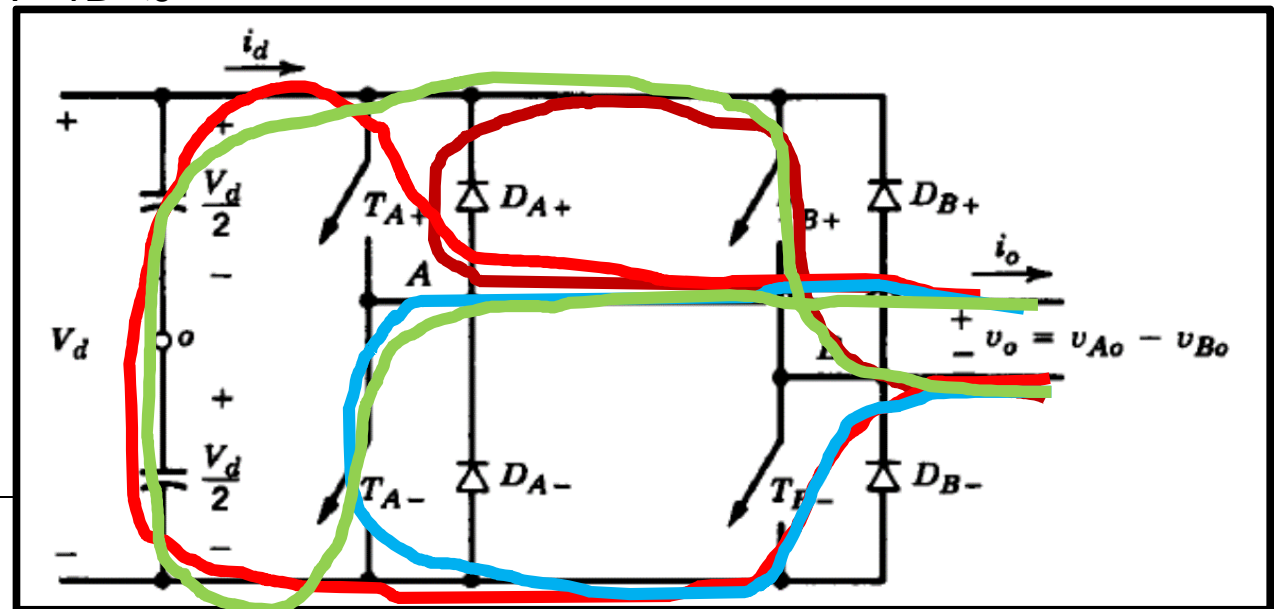 i_d
+
+
V_d/2
−
T_A+
D_A+
B+
D_B+
A
i_o
V_d
o
+
v_o = v_Ao − v_Bo
−
+
V_d/2
−
T_A−
D_A−
D_B−
−